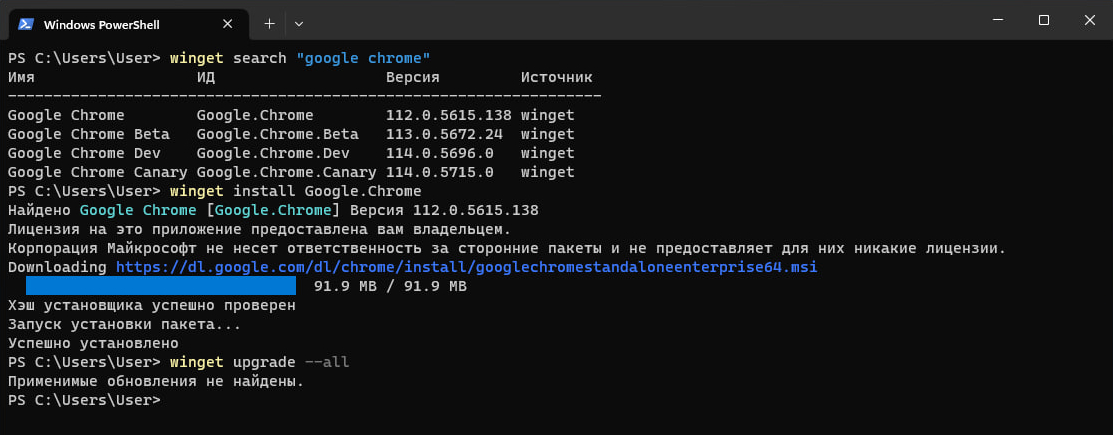 Windows PowerShell
PS C:\Users\User> winget search "google chrome"
Имя ИД Версия Источник
------------------------------------------------------------------
Google Chrome Google.Chrome 112.0.5615.138 winget
Google Chrome Beta Google.Chrome.Beta 113.0.5672.24 winget
Google Chrome Dev Google.Chrome.Dev 114.0.5696.0 winget
Google Chrome Canary Google.Chrome.Canary 114.0.5715.0 winget
PS C:\Users\User> winget install Google.Chrome
Найдено Google Chrome [Google.Chrome] Версия 112.0.5615.138
Лицензия на это приложение предоставлена вам владельцем.
Корпорация Майкрософт не несет ответственность за сторонние пакеты и не предоставляет для них никакие лицензии.
Downloading https://dl.google.com/dl/chrome/install/googlechromestandaloneenterprise64.msi
91.9 MB / 91.9 MB
Хэш установщика успешно проверен
Запуск установки пакета...
Успешно установлено
PS C:\Users\User> winget upgrade --all
Применимые обновления не найдены.
PS C:\Users\User>